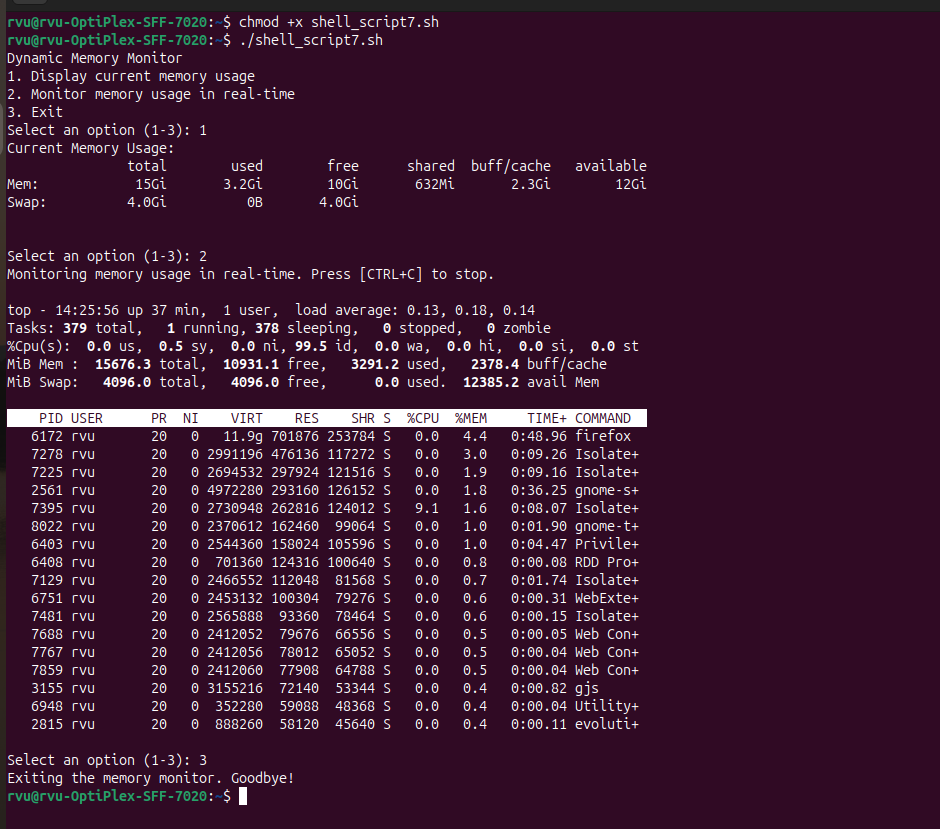 rvu@rvu-OptiPlex-SFF-7020:~$ chmod +x shell_script7.sh
rvu@rvu-OptiPlex-SFF-7020:~$ ./shell_script7.sh
Dynamic Memory Monitor
1. Display current memory usage
2. Monitor memory usage in real-time
3. Exit
Select an option (1-3): 1
Current Memory Usage:
               total        used        free      shared  buff/cache   available
Mem:            15Gi       3.2Gi        10Gi       632Mi       2.3Gi        12Gi
Swap:          4.0Gi          0B       4.0Gi
Select an option (1-3): 2
Monitoring memory usage in real-time. Press [CTRL+C] to stop.
top - 14:25:56 up 37 min,  1 user,  load average: 0.13, 0.18, 0.14
Tasks: 379 total,   1 running, 378 sleeping,   0 stopped,   0 zombie
%Cpu(s):  0.0 us,  0.5 sy,  0.0 ni, 99.5 id,  0.0 wa,  0.0 hi,  0.0 si,  0.0 st
MiB Mem :  15676.3 total,  10931.1 free,   3291.2 used,   2378.4 buff/cache
MiB Swap:   4096.0 total,   4096.0 free,      0.0 used.  12385.2 avail Mem
    PID USER      PR  NI    VIRT    RES    SHR S  %CPU  %MEM     TIME+ COMMAND
   6172 rvu       20   0   11.9g 701876 253784 S   0.0   4.4   0:48.96 firefox
   7278 rvu       20   0 2991196 476136 117272 S   0.0   3.0   0:09.26 Isolate+
   7225 rvu       20   0 2694532 297924 121516 S   0.0   1.9   0:09.16 Isolate+
   2561 rvu       20   0 4972280 293160 126152 S   0.0   1.8   0:36.25 gnome-s+
   7395 rvu       20   0 2730948 262816 124012 S   9.1   1.6   0:08.07 Isolate+
   8022 rvu       20   0 2370612 162460  99064 S   0.0   1.0   0:01.90 gnome-t+
   6403 rvu       20   0 2544360 158024 105596 S   0.0   1.0   0:04.47 Privile+
   6408 rvu       20   0  701360 124316 100640 S   0.0   0.8   0:00.08 RDD Pro+
   7129 rvu       20   0 2466552 112048  81568 S   0.0   0.7   0:01.74 Isolate+
   6751 rvu       20   0 2453132 100304  79276 S   0.0   0.6   0:00.31 WebExte+
   7481 rvu       20   0 2565888  93360  78464 S   0.0   0.6   0:00.15 Isolate+
   7688 rvu       20   0 2412052  79676  66556 S   0.0   0.5   0:00.05 Web Con+
   7767 rvu       20   0 2412056  78012  65052 S   0.0   0.5   0:00.04 Web Con+
   7859 rvu       20   0 2412060  77908  64788 S   0.0   0.5   0:00.04 Web Con+
   3155 rvu       20   0 3155216  72140  53344 S   0.0   0.4   0:00.82 gjs
   6948 rvu       20   0  352280  59088  48368 S   0.0   0.4   0:00.04 Utility+
   2815 rvu       20   0  888260  58120  45640 S   0.0   0.4   0:00.11 evoluti+
Select an option (1-3): 3
Exiting the memory monitor. Goodbye!
rvu@rvu-OptiPlex-SFF-7020:~$